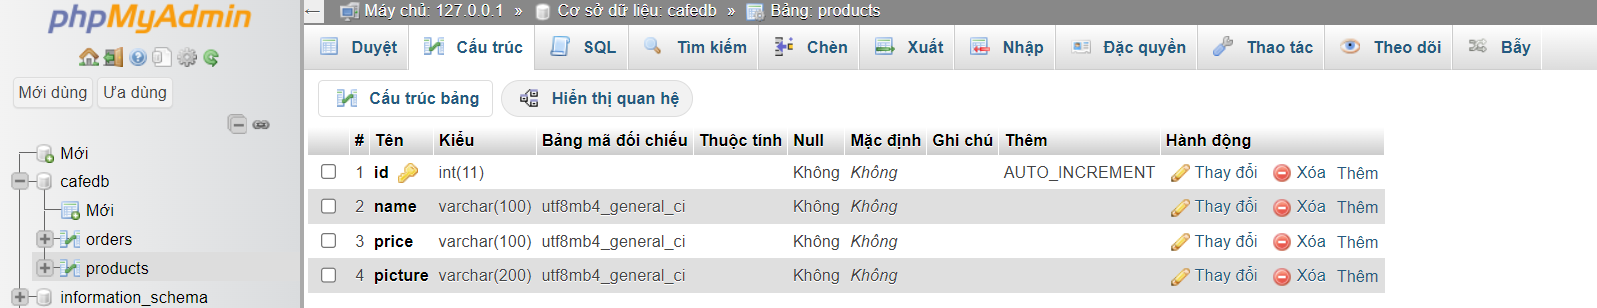 phpMyAdmin
Mới dùng Ưa dùng
Mới
cafedb
Mới
orders
products
information_schema
← Máy chủ: 127.0.0.1 » Cơ sở dữ liệu: cafedb » Bảng: products
Duyệt Cấu trúc SQL Tìm kiếm Chèn Xuất Nhập Đặc quyền Thao tác Theo dõi Bẫy
Cấu trúc bảng Hiển thị quan hệ
# Tên Kiểu Bảng mã đối chiếu Thuộc tính Null Mặc định Ghi chú Thêm Hành động
1 id int(11) Không Không AUTO_INCREMENT Thay đổi Xóa Thêm
2 name varchar(100) utf8mb4_general_ci Không Không Thay đổi Xóa Thêm
3 price varchar(100) utf8mb4_general_ci Không Không Thay đổi Xóa Thêm
4 picture varchar(200) utf8mb4_general_ci Không Không Thay đổi Xóa Thêm